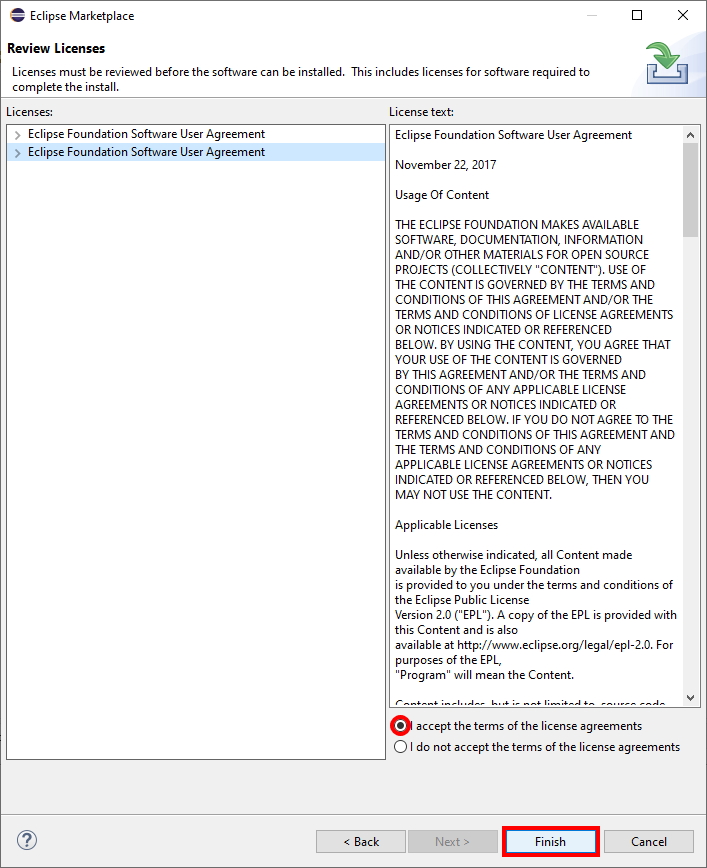 Eclipse Marketplace
Review Licenses
Licenses must be reviewed before the software can be installed. This includes licenses for software required to
complete the install.
Licenses:
Eclipse Foundation Software User Agreement
Eclipse Foundation Software User Agreement
License text:
Eclipse Foundation Software User Agreement
November 22, 2017
Usage Of Content
THE ECLIPSE FOUNDATION MAKES AVAILABLE
SOFTWARE, DOCUMENTATION, INFORMATION
AND/OR OTHER MATERIALS FOR OPEN SOURCE
PROJECTS (COLLECTIVELY "CONTENT"). USE OF
THE CONTENT IS GOVERNED BY THE TERMS AND
CONDITIONS OF THIS AGREEMENT AND/OR THE
TERMS AND CONDITIONS OF LICENSE AGREEMENTS
OR NOTICES INDICATED OR REFERENCED
BELOW. BY USING THE CONTENT, YOU AGREE THAT
YOUR USE OF THE CONTENT IS GOVERNED
BY THIS AGREEMENT AND/OR THE TERMS AND
CONDITIONS OF ANY APPLICABLE LICENSE
AGREEMENTS OR NOTICES INDICATED OR
REFERENCED BELOW. IF YOU DO NOT AGREE TO THE
TERMS AND CONDITIONS OF THIS AGREEMENT AND
THE TERMS AND CONDITIONS OF ANY
APPLICABLE LICENSE AGREEMENTS OR NOTICES
INDICATED OR REFERENCED BELOW, THEN YOU
MAY NOT USE THE CONTENT.
Applicable Licenses
Unless otherwise indicated, all Content made
available by the Eclipse Foundation
is provided to you under the terms and conditions of
the Eclipse Public License
Version 2.0 ("EPL"). A copy of the EPL is provided with
this Content and is also
available at http://www.eclipse.org/legal/epl-2.0. For
purposes of the EPL,
"Program" will mean the Content.
Content includes, but is not limited to, source code
I accept the terms of the license agreements
I do not accept the terms of the license agreements
?
< Back
Next >
Finish
Cancel